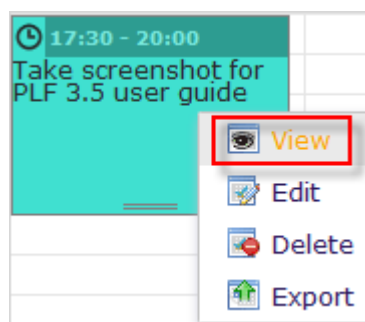 17:30 - 20:00
Take screenshot for
PLF 3.5 user guide
View
Edit
Delete
Export